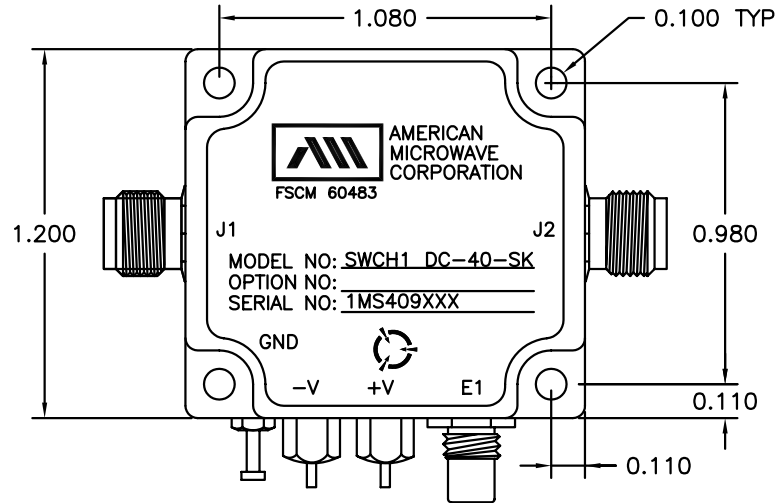 1.080
0.100 TYP
AMERICAN
MICROWAVE
CORPORATION
FSCM 60483
1.200
J1
J2
0.980
MODEL NO: SWCH1 DC-40-SK
OPTION NO:
SERIAL NO: 1MS409XXX
GND
-V
+V
E1
0.110
0.110